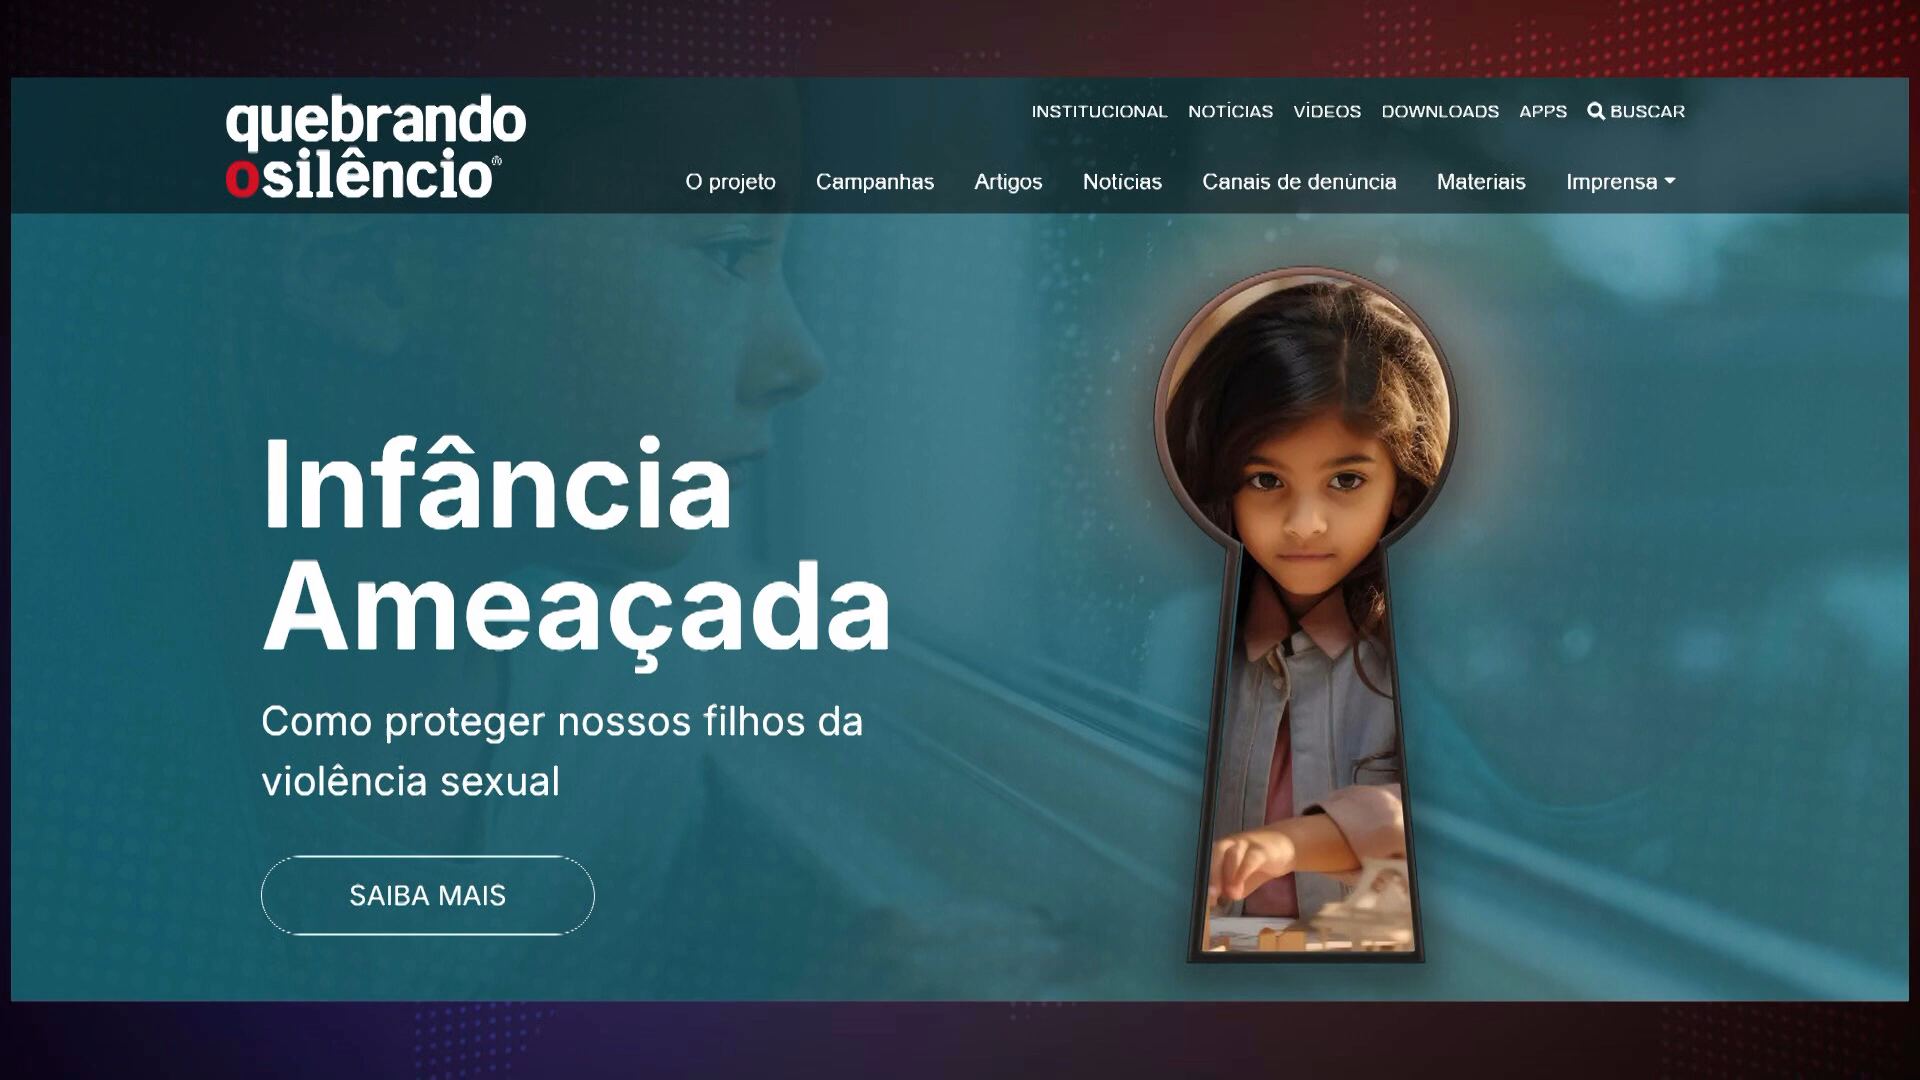 quebrando
osilêncio®
INSTITUCIONAL NOTÍCIAS VÍDEOS DOWNLOADS APPS BUSCAR
O projeto Campanhas Artigos Notícias Canais de denúncia Materiais Imprensa
Infância
Ameaçada
Como proteger nossos filhos da
violência sexual
SAIBA MAIS